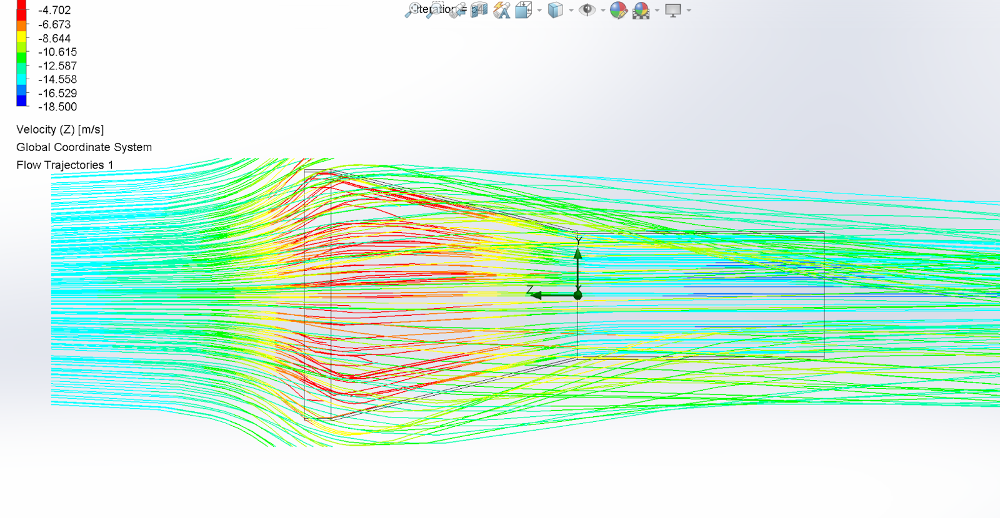 Iteration =
-4.702
-6.673
-8.644
-10.615
-12.587
-14.558
-16.529
-18.500
Velocity (Z) [m/s]
Global Coordinate System
Flow Trajectories 1
Y
Z